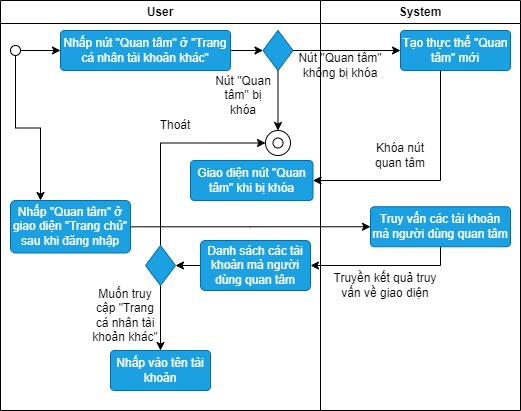 User
System
Nhấp nút "Quan tâm" ở "Trang
cá nhân tài khoản khác"
Nút "Quan tâm"
không bị khóa
Tạo thực thể "Quan
tâm" mới
Nút "Quan
tâm" bị
khóa
Thoát
Khóa nút
quan tâm
Giao diện nút "Quan
tâm" khi bị khóa
Nhấp "Quan tâm" ở
giao diện "Trang chủ"
sau khi đăng nhập
Truy vấn các tài khoản
mà người dùng quan tâm
Danh sách các tài
khoản mà người
dùng quan tâm
Truyền kết quả truy
vấn về giao diện
Muốn truy
cập "Trang
cá nhân tài
khoản khác"
Nhấp vào tên tài
khoản